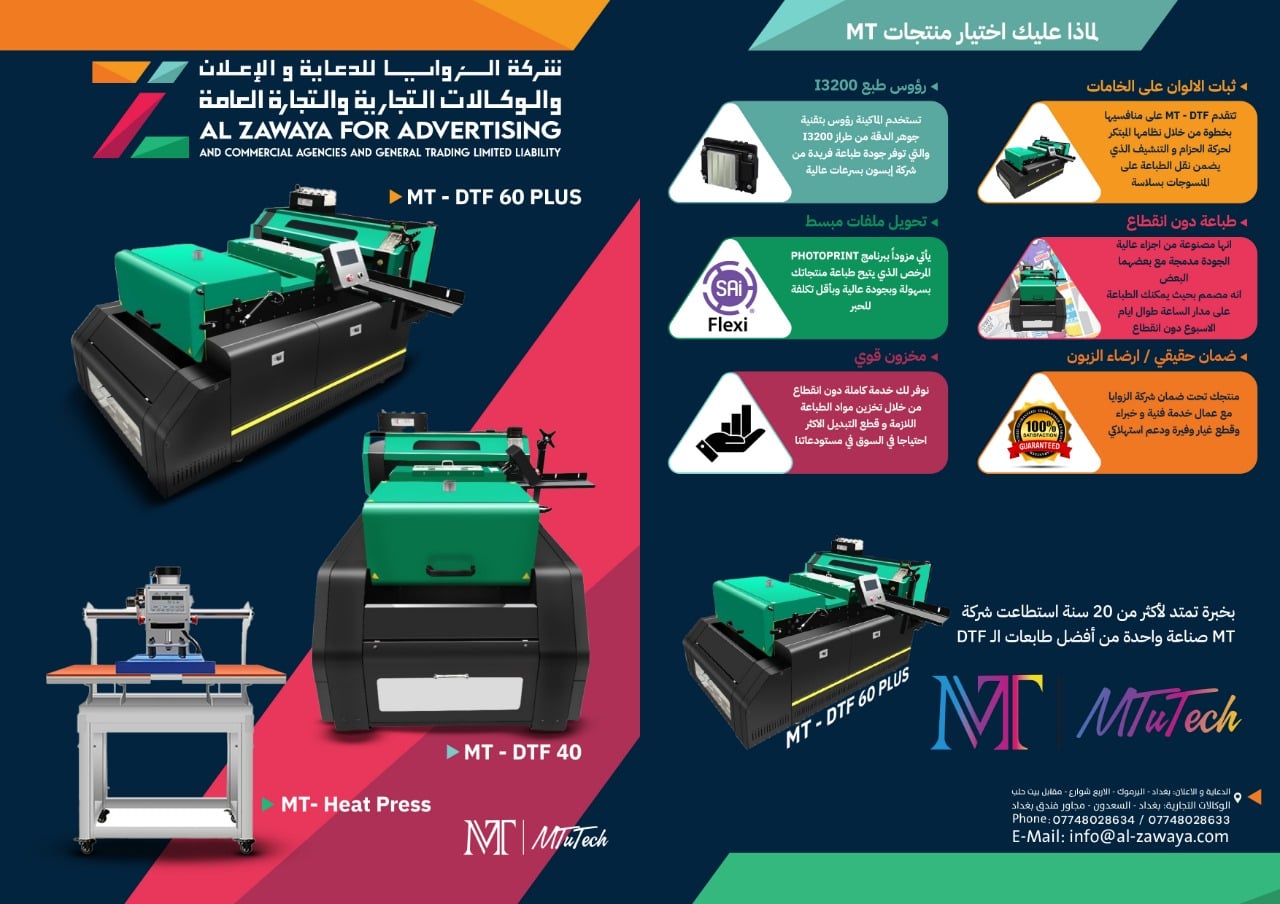 شركة الزوايا للدعاية و الإعلان
والوكالات التجارية والتجارة العامة
AL ZAWAYA FOR ADVERTISING
AND COMMERCIAL AGENCIES AND GENERAL TRADING LIMITED LIABILITY
MT - DTF 60 PLUS
MT - DTF 40
MT- Heat Press
MT
MTuTech
لماذا عليك اختيار منتجات MT
ثبات الالوان على الخامات
تتقدم MT - DTF على منافسيها
بخطوة من خلال نظامها المبتكر
لحركة الحزام و التنشيف الذي
يضمن نقل الطباعة على
المنسوجات بسلاسة
رؤوس طبع I3200
تستخدم الماكينة رؤوس بتقنية
جوهر الدقة من طراز I3200
والتي توفر جودة طباعة فريدة من
شركة إبسون بسرعات عالية
طباعة دون انقطاع
انها مصنوعة من اجزاء عالية
الجودة مدمجة مع بعضهما
البعض
انه مصمم بحيث يمكنك الطباعة
على مدار الساعة طوال ايام
الاسبوع دون انقطاع
تحويل ملفات مبسط
يأتي مزوداً ببرنامج PHOTOPRINT
المرخص الذي يتيح طباعة منتجاتك
بسهولة وبجودة عالية وبأقل تكلفة
للحبر
SAi
Flexi
ضمان حقيقي / ارضاء الزبون
منتجك تحت ضمان شركة الزوايا
مع عمال خدمة فنية و خبراء
وقطع غيار وفيرة ودعم استهلاكي
100%
SATISFACTION
GUARANTEED
مخزون قوي
نوفر لك خدمة كاملة دون انقطاع
من خلال تخزين مواد الطباعة
اللازمة و قطع التبديل الاكثر
احتياجا في السوق في مستودعاتنا
بخبرة تمتد لأكثر من 20 سنة استطاعت شركة
MT صناعة واحدة من أفضل طابعات الـ DTF
MT - DTF 60 PLUS
MT
MTuTech
الدعاية و الاعلان: بغداد - اليرموك - الاربع شوارع - مقابل بيت حلب
الوكالات التجارية: بغداد - السعدون - مجاور فندق بغداد
Phone: 07748028634 / 07748028633
E-Mail: info@al-zawaya.com